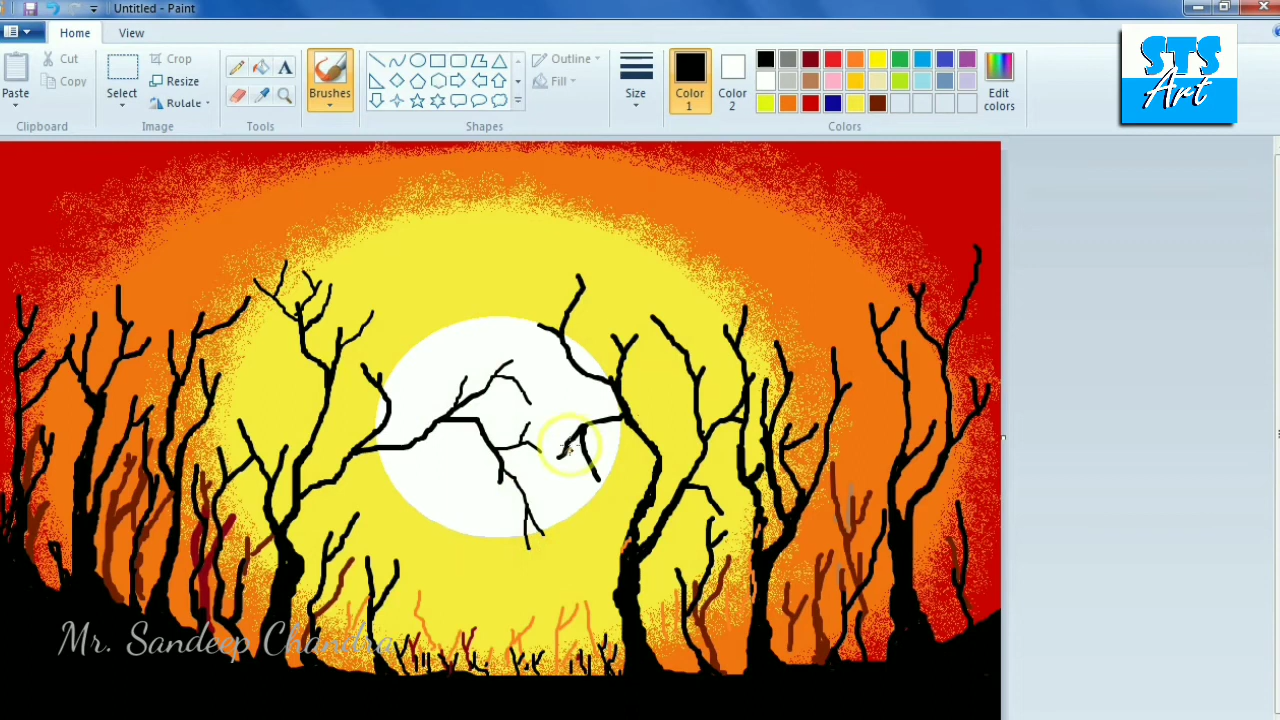 Untitled - Paint
Home
View
Paste
Cut
Copy
Clipboard
Select
Crop
Resize
Rotate
Image
A
Tools
Brushes
Shapes
Outline
Fill
Size
Color
1
Color
2
Edit
colors
Colors
STS
Art
Mr. Sandeep Chandra